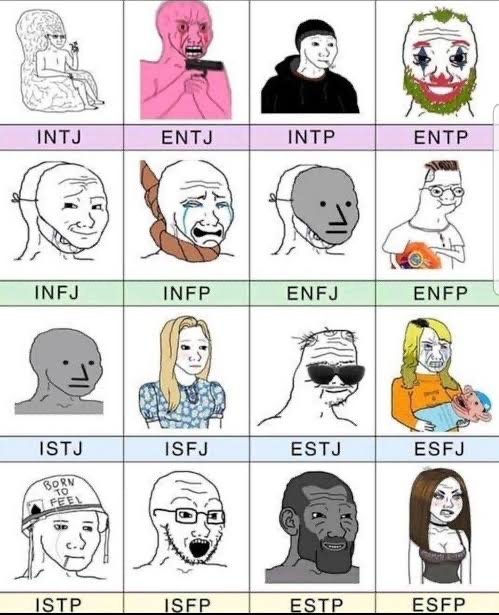 INTJ
ENTJ
INTP
ENTP
INFJ
INFP
ENFJ
ENFP
ISTJ
ISFJ
ESTJ
ESFJ
BORN
TO
FEEL
ISTP
ISFP
ESTP
ESFP